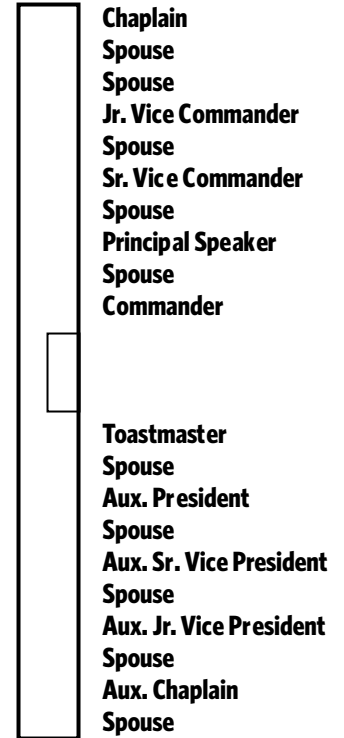 Chaplain
Spouse
Spouse
Jr. Vice Commander
Spouse
Sr. Vice Commander
Spouse
Principal Speaker
Spouse
Commander
Toastmaster
Spouse
Aux. President
Spouse
Aux. Sr. Vice President
Spouse
Aux. Jr. Vice President
Spouse
Aux. Chaplain
Spouse